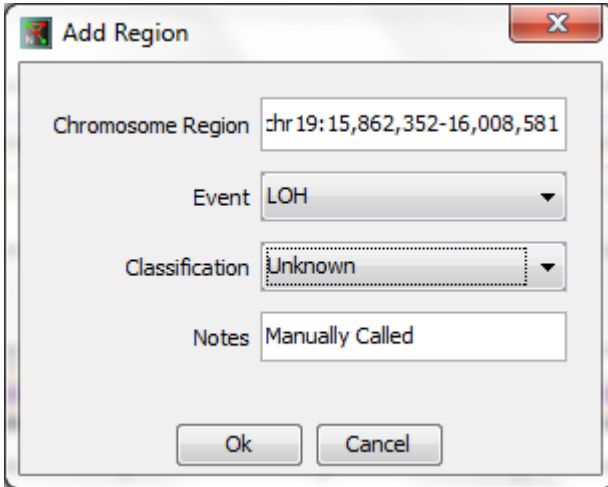 Add Region
Chromosome Region chr19:15,862,352-16,008,581
Event LOH
Classification Unknown
Notes Manually Called
Ok Cancel